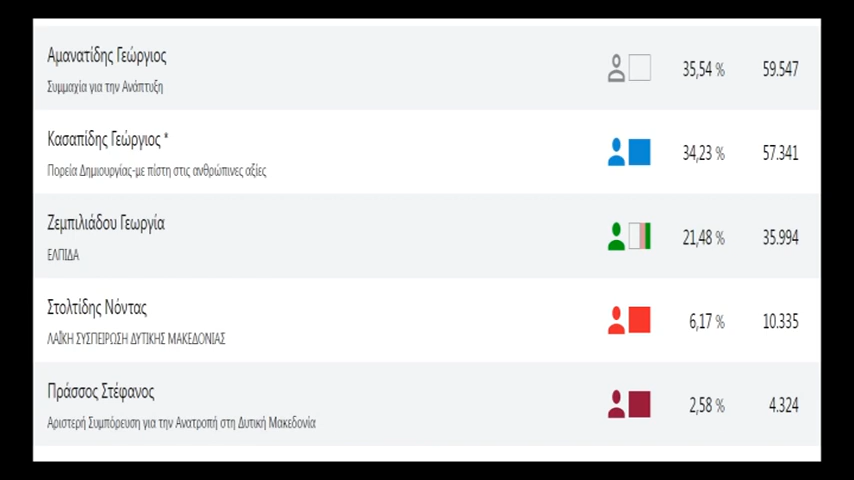 Αμανατίδης Γεώργιος
Συμμαχία για την Ανάπτυξη
35,54 % 59.547
Κασαπίδης Γεώργιος *
Πορεία Δημιουργίας-με πίστη στις ανθρώπινες αξίες
34,23 % 57.341
Ζεμπιλιάδου Γεωργία
ΕΛΠΙΔΑ
21,48 % 35.994
Στολτίδης Νόντας
ΛΑΪΚΗ ΣΥΣΠΕΙΡΩΣΗ ΔΥΤΙΚΗΣ ΜΑΚΕΔΟΝΙΑΣ
6,17 % 10.335
Πράσσος Στέφανος
Αριστερή Συμπόρευση για την Ανατροπή στη Δυτική Μακεδονία
2,58 % 4.324